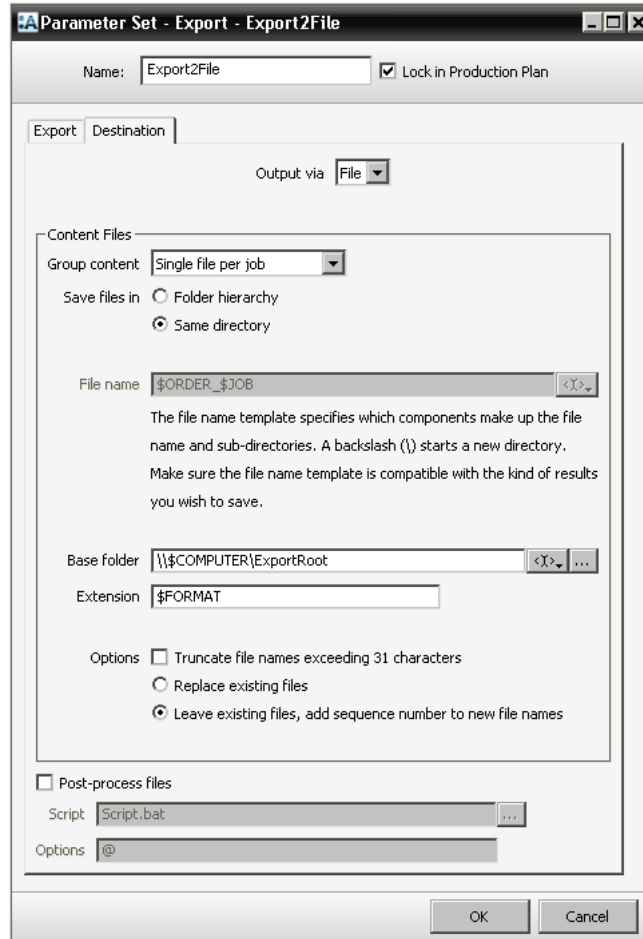 :A Parameter Set - Export - Export2File
Name: Export2File Lock in Production Plan
Export Destination
Output via File
Content Files
Group content Single file per job
Save files in Folder hierarchy
Same directory
File name $ORDER_$JOB
The file name template specifies which components make up the file
name and sub-directories. A backslash (\) starts a new directory.
Make sure the file name template is compatible with the kind of results
you wish to save.
Base folder \\$COMPUTER\ExportRoot ...
Extension $FORMAT
Options Truncate file names exceeding 31 characters
Replace existing files
Leave existing files, add sequence number to new file names
Post-process files
Script Script.bat ...
Options @
OK Cancel